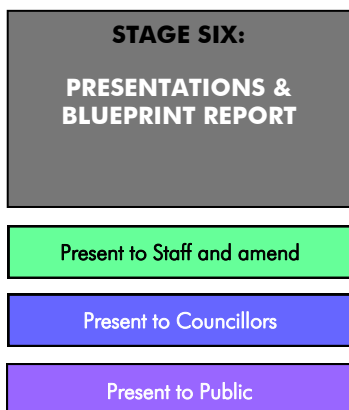 STAGE SIX:
PRESENTATIONS &
BLUEPRINT REPORT
Present to Staff and amend
Present to Councillors
Present to Public